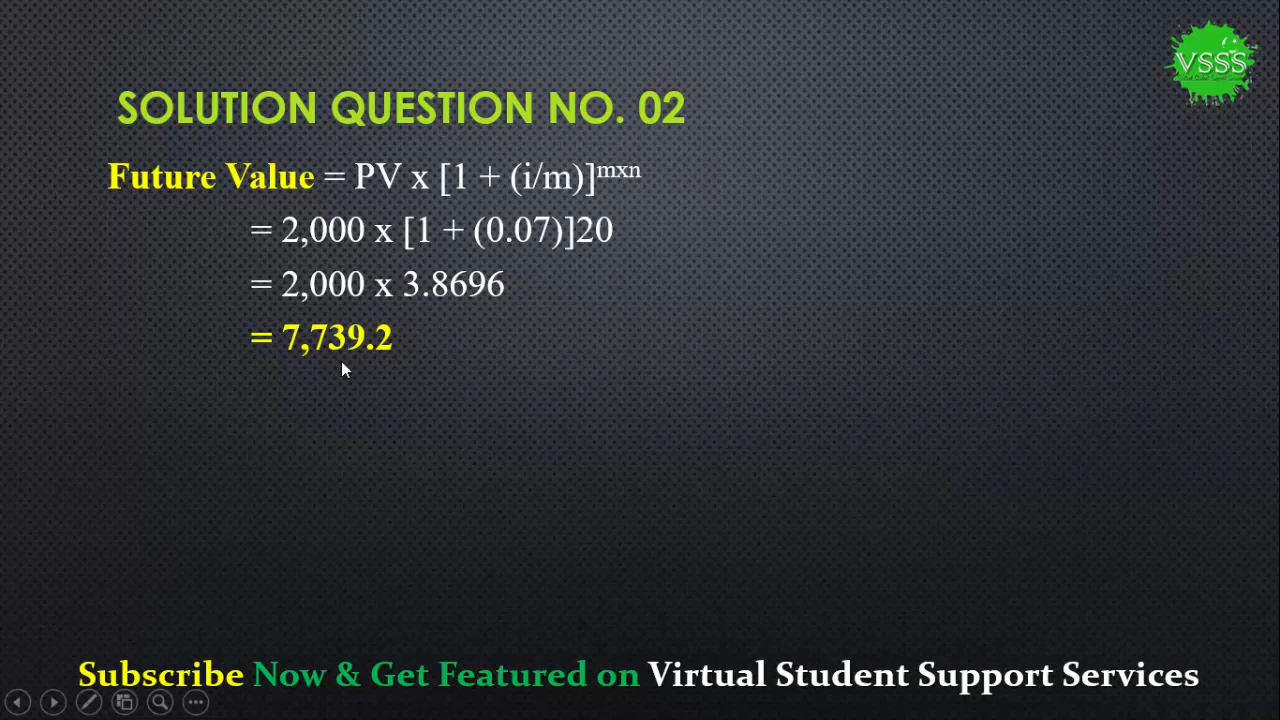 VSSS
SOLUTION QUESTION NO. 02
Future Value = PV x [1 + (i/m)]ᵐˣⁿ
= 2,000 x [1 + (0.07)]20
= 2,000 x 3.8696
= 7,739.2
Subscribe Now & Get Featured on Virtual Student Support Services